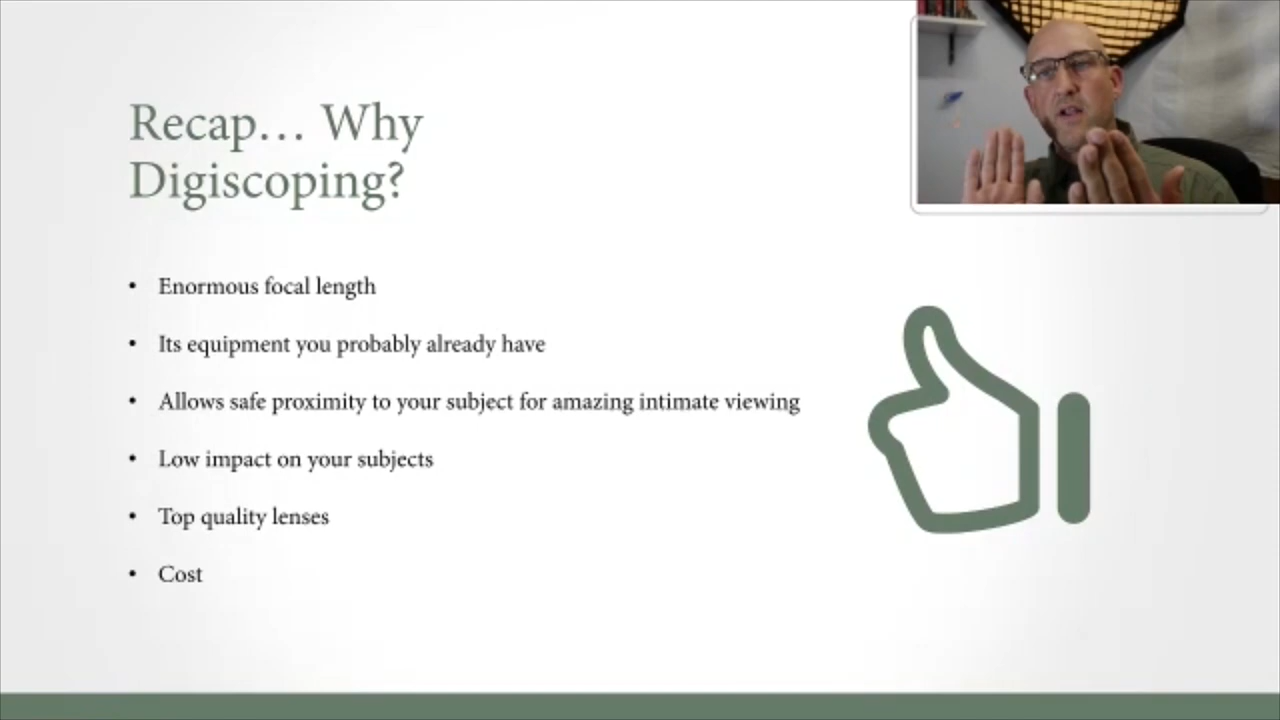 Recap… Why
Digiscoping?
• Enormous focal length
• Its equipment you probably already have
• Allows safe proximity to your subject for amazing intimate viewing
• Low impact on your subjects
• Top quality lenses
• Cost